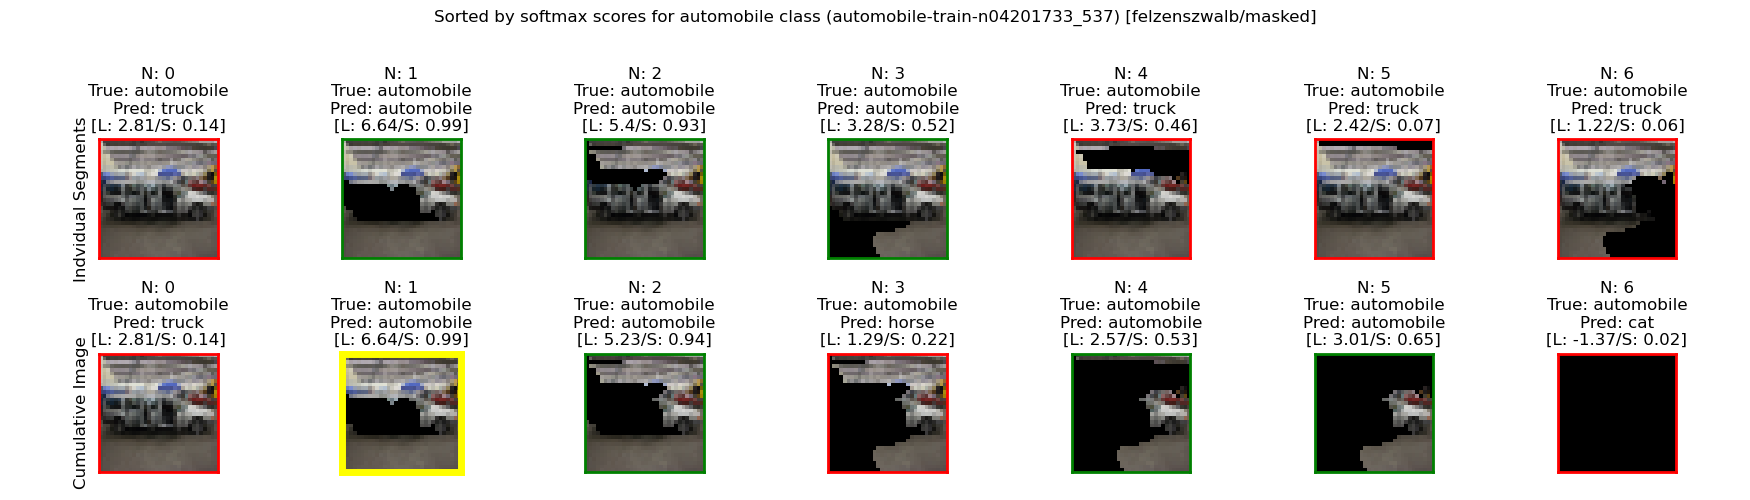 Sorted by softmax scores for automobile class (automobile-train-n04201733_537) [felzenszwalb/masked]
Indvidual Segments
N: 0
True: automobile
Pred: truck
[L: 2.81/S: 0.14]
N: 1
True: automobile
Pred: automobile
[L: 6.64/S: 0.99]
N: 2
True: automobile
Pred: automobile
[L: 5.4/S: 0.93]
N: 3
True: automobile
Pred: automobile
[L: 3.28/S: 0.52]
N: 4
True: automobile
Pred: truck
[L: 3.73/S: 0.46]
N: 5
True: automobile
Pred: truck
[L: 2.42/S: 0.07]
N: 6
True: automobile
Pred: truck
[L: 1.22/S: 0.06]
Cumulative Image
N: 0
True: automobile
Pred: truck
[L: 2.81/S: 0.14]
N: 1
True: automobile
Pred: automobile
[L: 6.64/S: 0.99]
N: 2
True: automobile
Pred: automobile
[L: 5.23/S: 0.94]
N: 3
True: automobile
Pred: horse
[L: 1.29/S: 0.22]
N: 4
True: automobile
Pred: automobile
[L: 2.57/S: 0.53]
N: 5
True: automobile
Pred: automobile
[L: 3.01/S: 0.65]
N: 6
True: automobile
Pred: cat
[L: -1.37/S: 0.02]